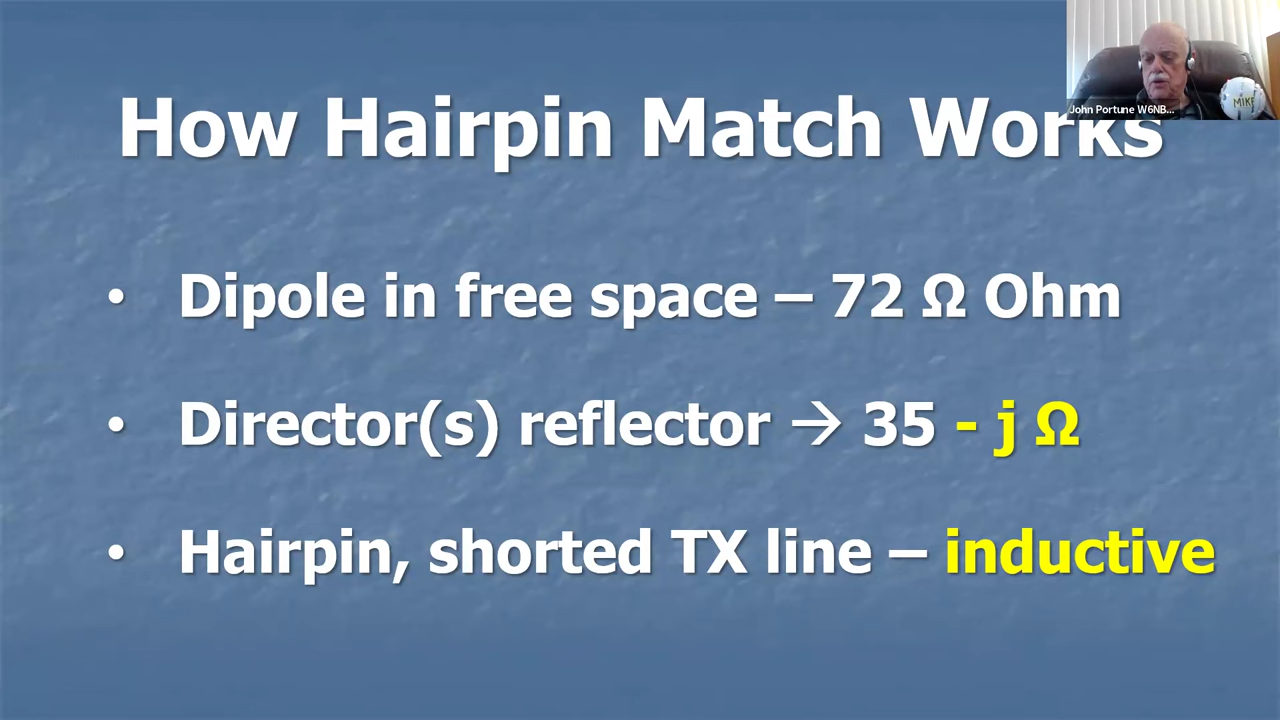 How Hairpin Match Works
John Portune W6NB...
MIKE
• Dipole in free space – 72 Ω Ohm
• Director(s) reflector → 35 - j Ω
• Hairpin, shorted TX line – inductive